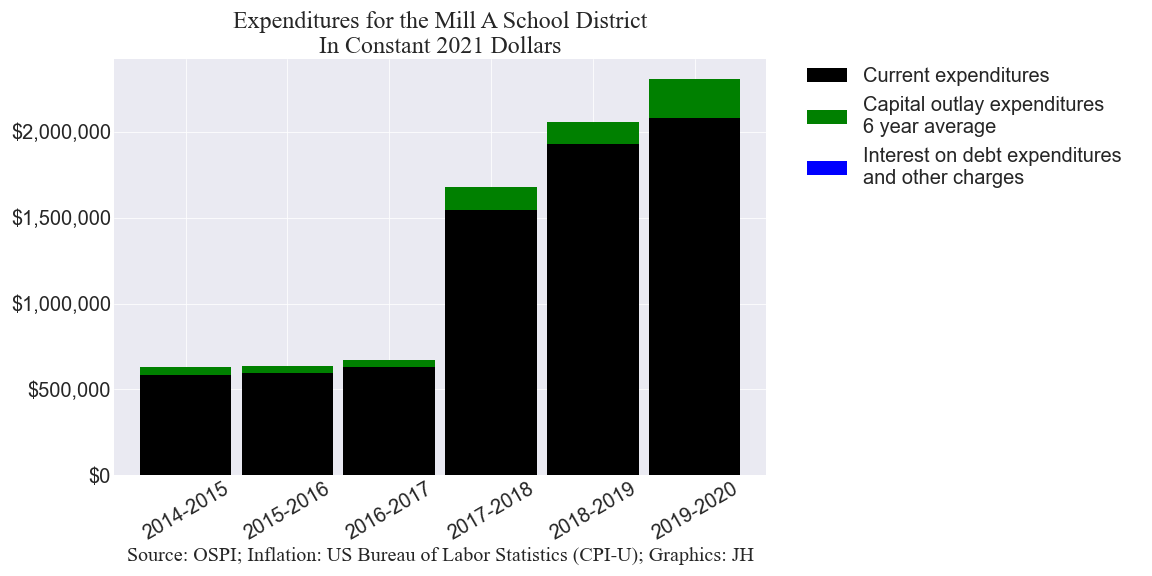 Expenditures for the Mill A School District
In Constant 2021 Dollars
Current expenditures
Capital outlay expenditures
6 year average
Interest on debt expenditures
and other charges
$2,000,000
$1,500,000
$1,000,000
$500,000
$0
2014-2015
2015-2016
2016-2017
2017-2018
2018-2019
2019-2020
Source: OSPI; Inflation: US Bureau of Labor Statistics (CPI-U); Graphics: JH